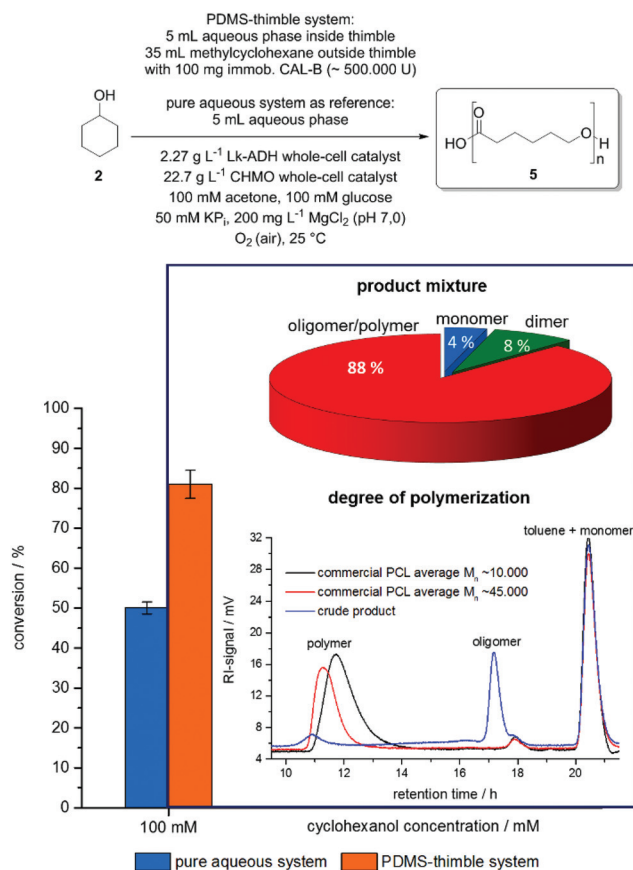 PDMS-thimble system:
5 mL aqueous phase inside thimble
35 mL methylcyclohexane outside thimble
with 100 mg immob. CAL-B (~ 500.000 U)
pure aqueous system as reference:
5 mL aqueous phase
2.27 g L⁻¹ Lk-ADH whole-cell catalyst
22.7 g L⁻¹ CHMO whole-cell catalyst
100 mM acetone, 100 mM glucose
50 mM KPᵢ, 200 mg L⁻¹ MgCl₂ (pH 7,0)
O₂ (air), 25 °C
OH
2
O
HO
O
H
n
5
product mixture
oligomer/polymer
monomer
dimer
4 %
8 %
88 %
degree of polymerization
toluene + monomer
commercial PCL average Mₙ ~10.000
commercial PCL average Mₙ ~45.000
crude product
polymer
oligomer
RI-signal / mV
32
28
24
20
16
12
8
4
10 12 14 16 18 20
retention time / h
conversion / %
100
90
80
70
60
50
40
30
20
10
0
100 mM
cyclohexanol concentration / mM
pure aqueous system
PDMS-thimble system